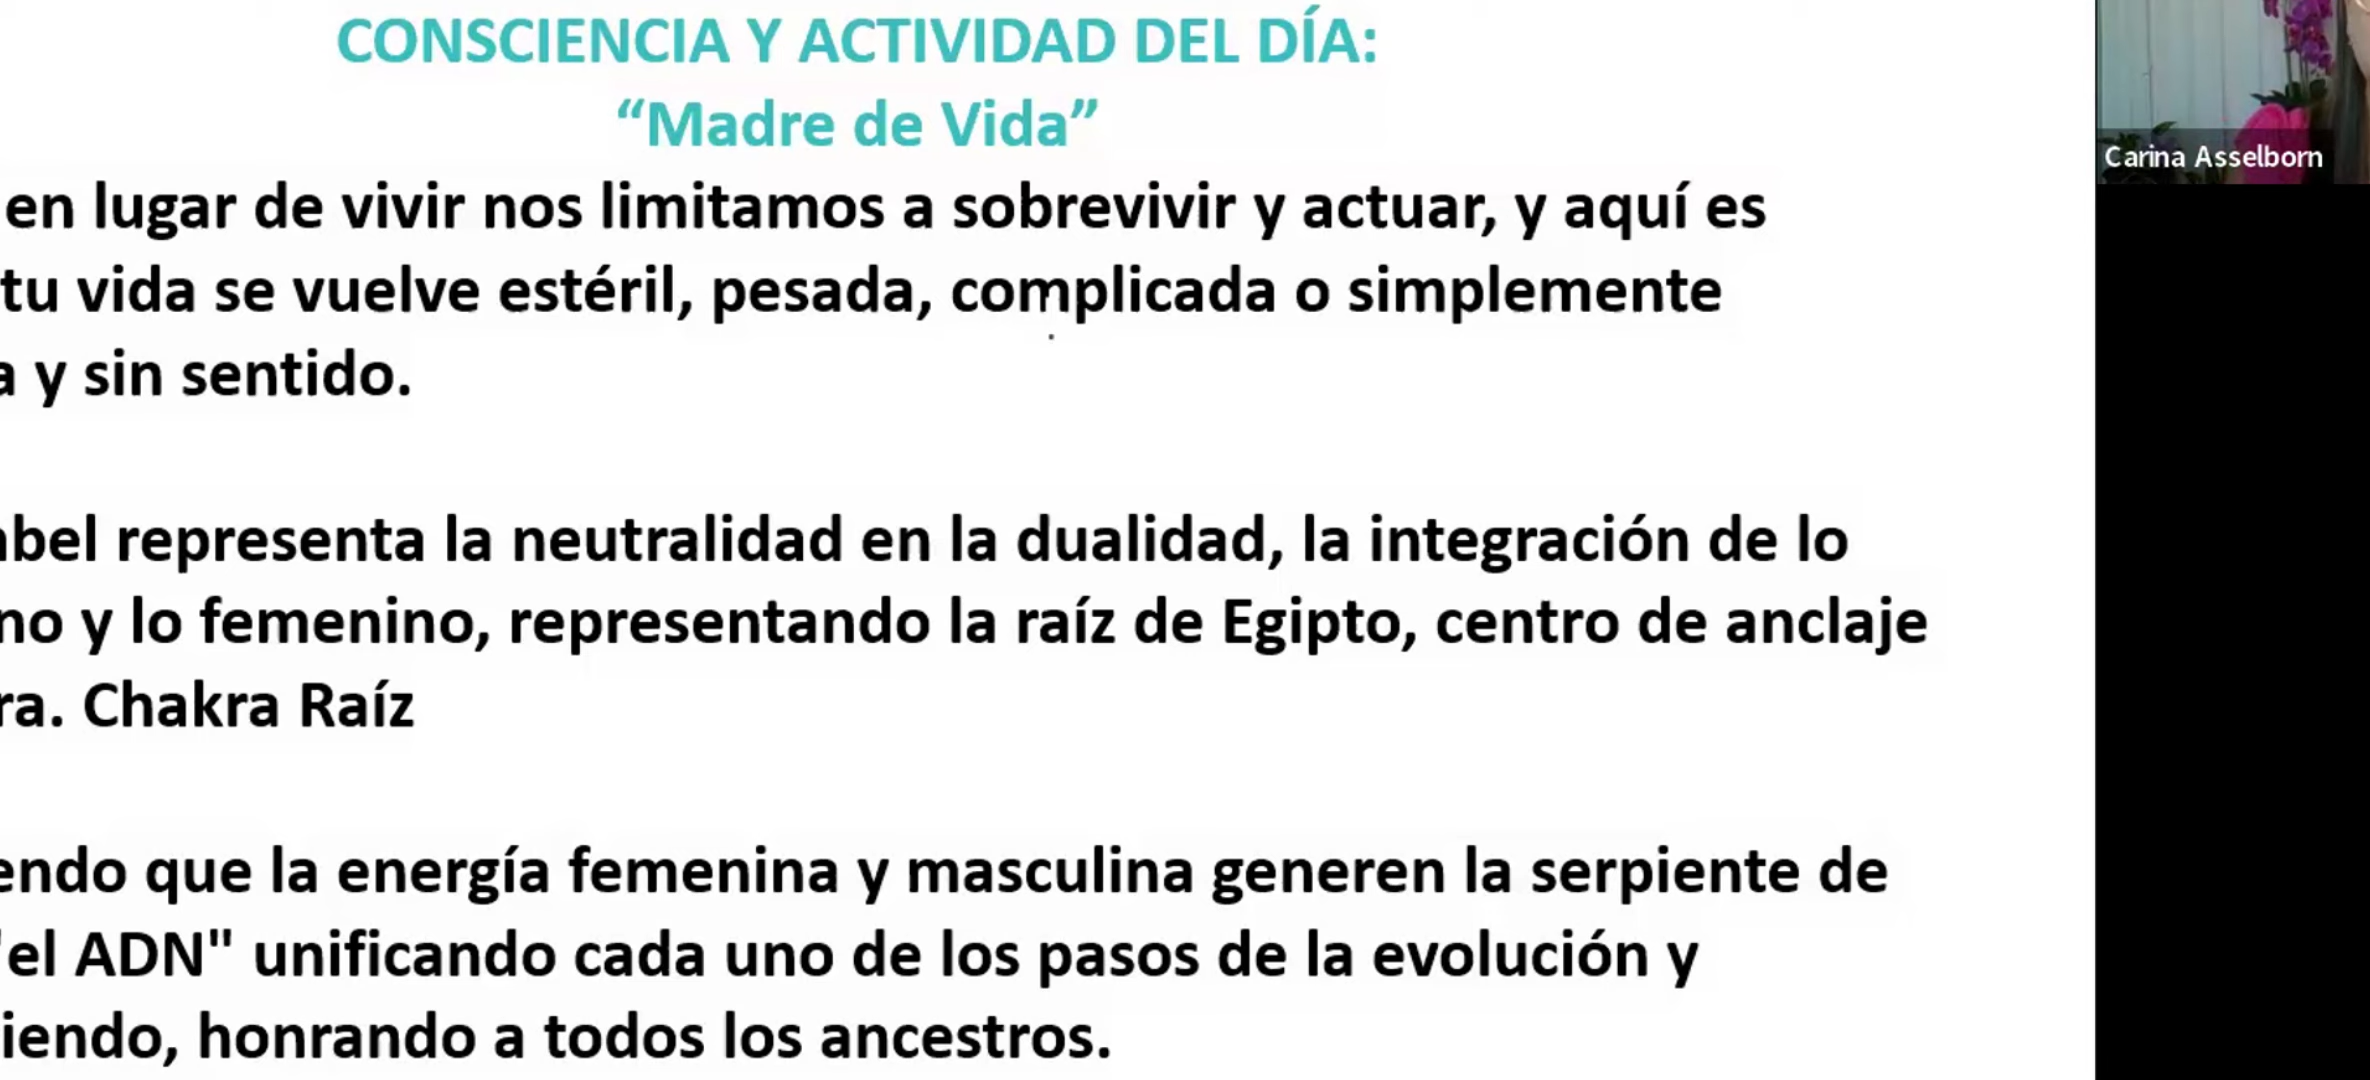 CONSCIENCIA Y ACTIVIDAD DEL DÍA:
“Madre de Vida”
en lugar de vivir nos limitamos a sobrevivir y actuar, y aquí es
tu vida se vuelve estéril, pesada, complicada o simplemente
a y sin sentido.
abel representa la neutralidad en la dualidad, la integración de lo
no y lo femenino, representando la raíz de Egipto, centro de anclaje
ra. Chakra Raíz
endo que la energía femenina y masculina generen la serpiente de
"el ADN" unificando cada uno de los pasos de la evolución y
iendo, honrando a todos los ancestros.
Carina Asselborn